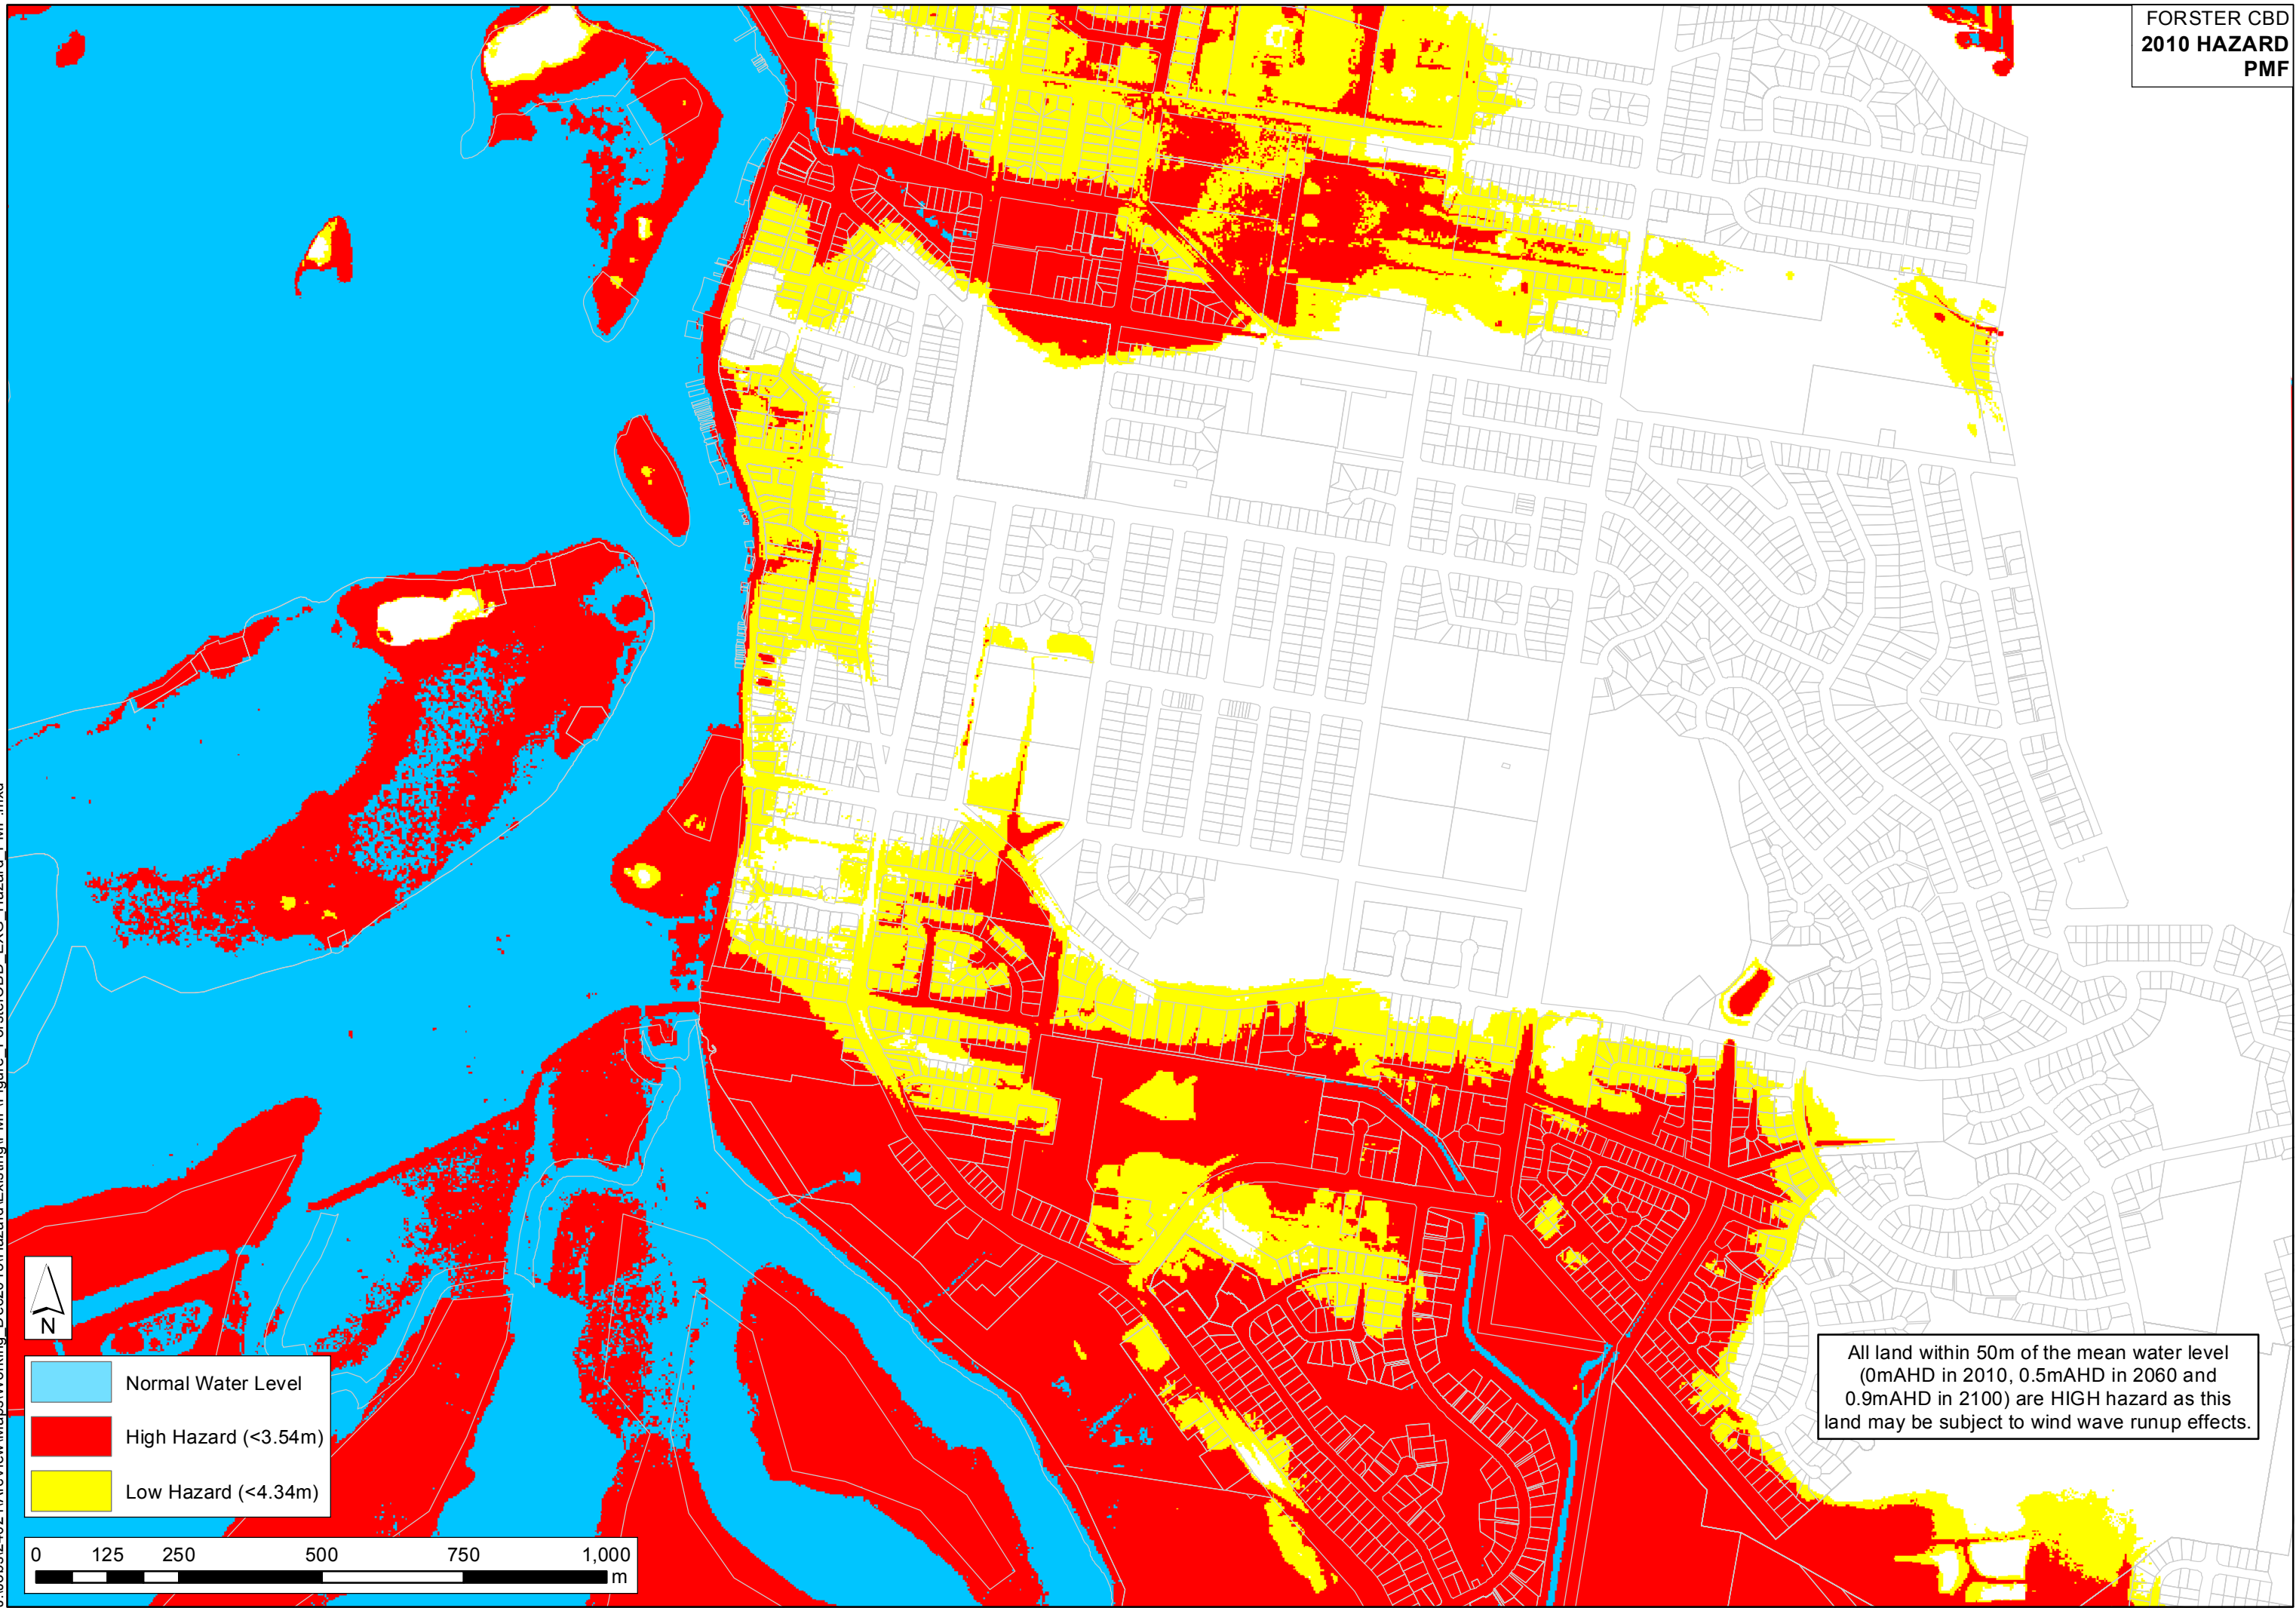 FORSTER CBD
2010 HAZARD
PMF
N
Normal Water Level
High Hazard (<3.54m)
Low Hazard (<4.34m)
0 125 250 500 750 1,000
m
All land within 50m of the mean water level
(0mAHD in 2010, 0.5mAHD in 2060 and
0.9mAHD in 2100) are HIGH hazard as this
land may be subject to wind wave runup effects.